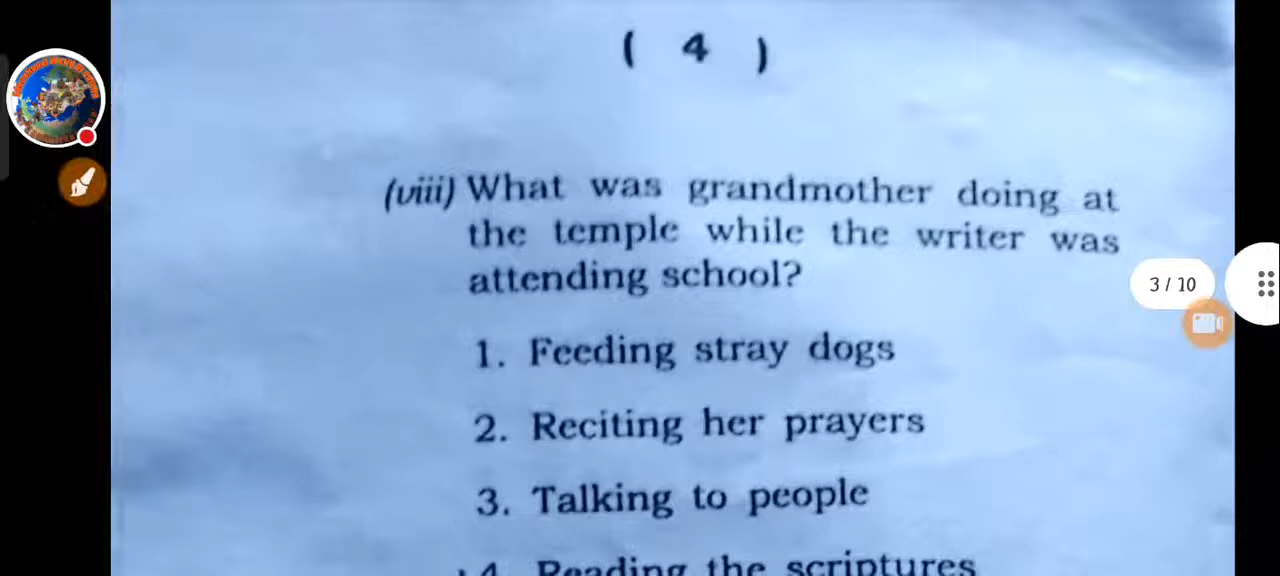 ( 4 )
(viii) What was grandmother doing at
the temple while the writer was
attending school?
1. Feeding stray dogs
2. Reciting her prayers
3 / 10
3. Talking to people
4. Reading the scriptures